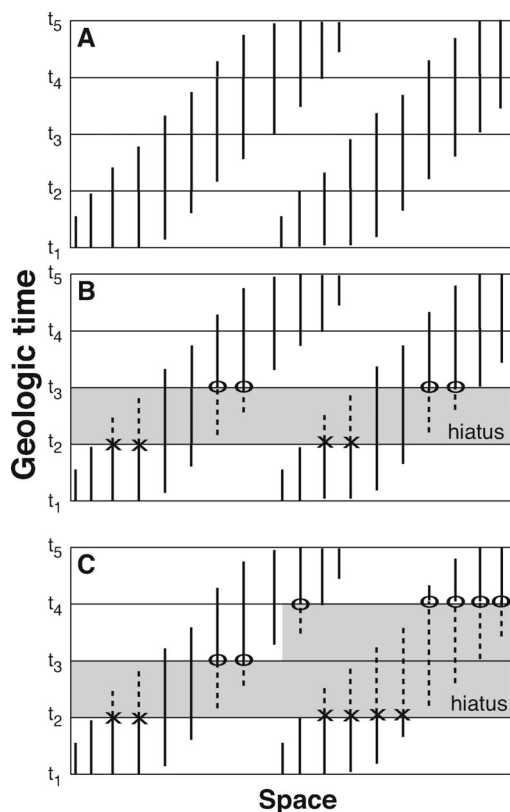 Geologic time
t5
A
t4
t3
t2
t1
t5
B
t4
t3
hiatus
t2
t1
t5
C
t4
t3
hiatus
t2
t1
Space